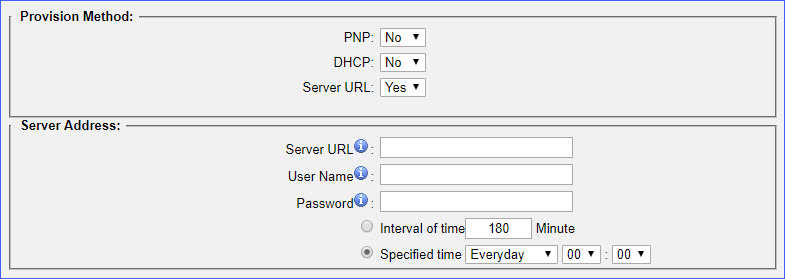 Provision Method:
PNP: No
DHCP: No
Server URL: Yes
Server Address:
Server URL :
User Name :
Password :
Interval of time 180 Minute
Specified time Everyday 00 : 00